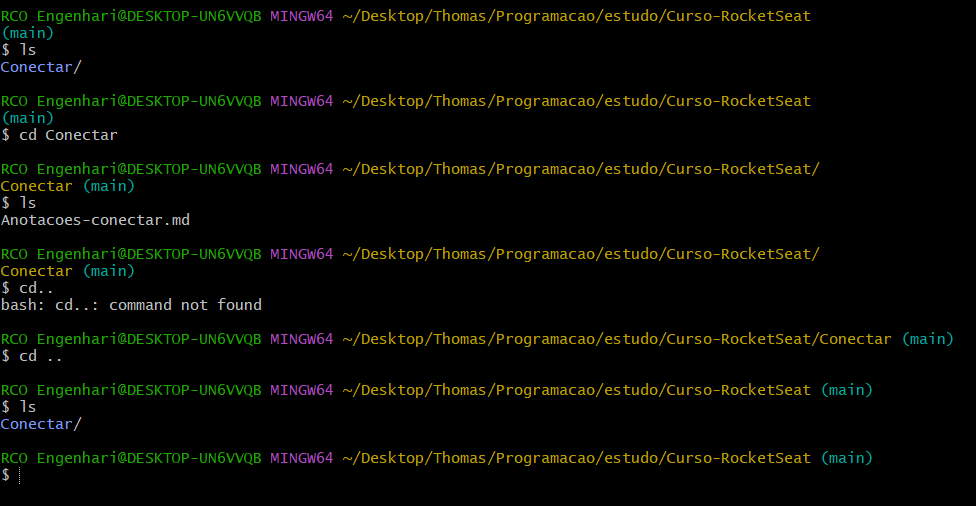 RCO Engenhari@DESKTOP-UN6VVQB MINGW64 ~/Desktop/Thomas/Programacao/estudo/Curso-RocketSeat
(main)
$ ls
Conectar/
RCO Engenhari@DESKTOP-UN6VVQB MINGW64 ~/Desktop/Thomas/Programacao/estudo/Curso-RocketSeat
(main)
$ cd Conectar
RCO Engenhari@DESKTOP-UN6VVQB MINGW64 ~/Desktop/Thomas/Programacao/estudo/Curso-RocketSeat/
Conectar (main)
$ ls
Anotacoes-conectar.md
RCO Engenhari@DESKTOP-UN6VVQB MINGW64 ~/Desktop/Thomas/Programacao/estudo/Curso-RocketSeat/
Conectar (main)
$ cd..
bash: cd..: command not found
RCO Engenhari@DESKTOP-UN6VVQB MINGW64 ~/Desktop/Thomas/Programacao/estudo/Curso-RocketSeat/Conectar (main)
$ cd ..
RCO Engenhari@DESKTOP-UN6VVQB MINGW64 ~/Desktop/Thomas/Programacao/estudo/Curso-RocketSeat (main)
$ ls
Conectar/
RCO Engenhari@DESKTOP-UN6VVQB MINGW64 ~/Desktop/Thomas/Programacao/estudo/Curso-RocketSeat (main)
$